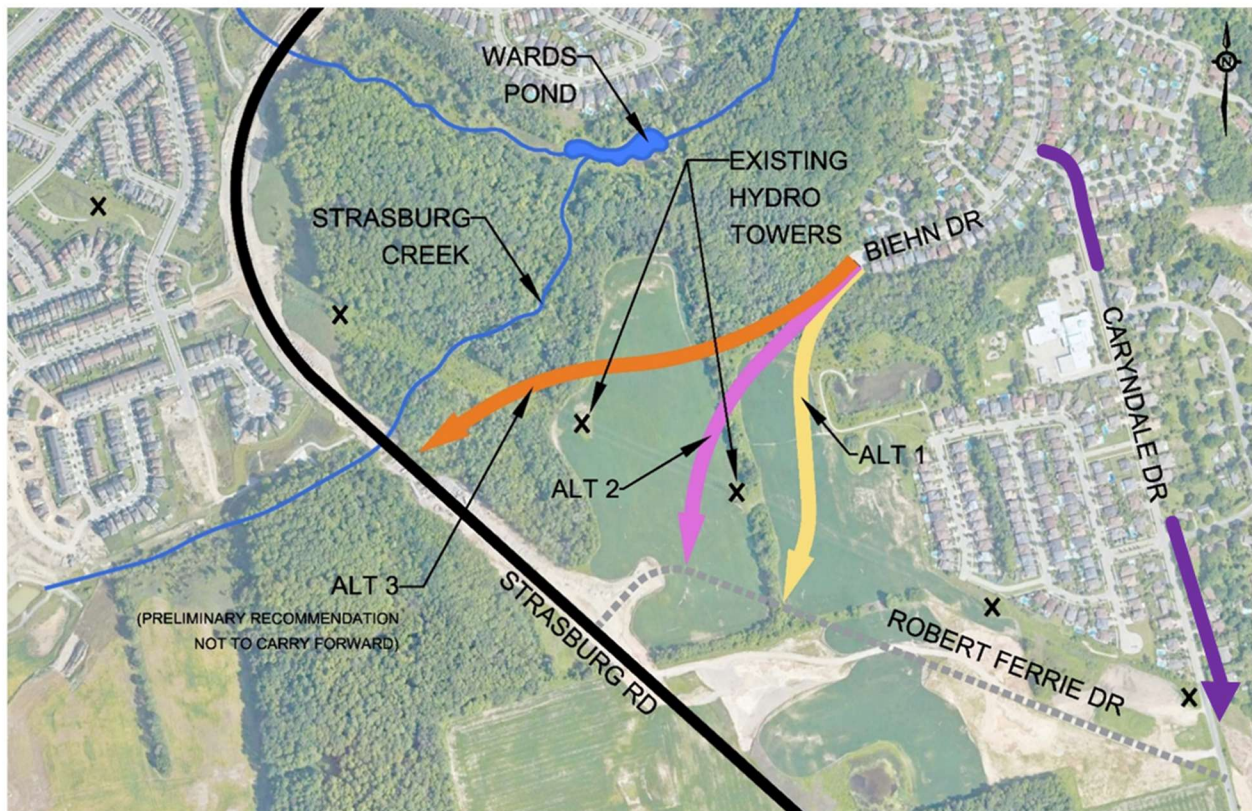 WARDS
POND
N
EXISTING
HYDRO
TOWERS
STRASBURG
CREEK
BIEHN DR
CARYNDALE DR
ALT 1
ALT 2
ALT 3
(PRELIMINARY RECOMMENDATION
NOT TO CARRY FORWARD)
STRASBURG RD
ROBERT FERRIE DR
X
X
X
X
X
X